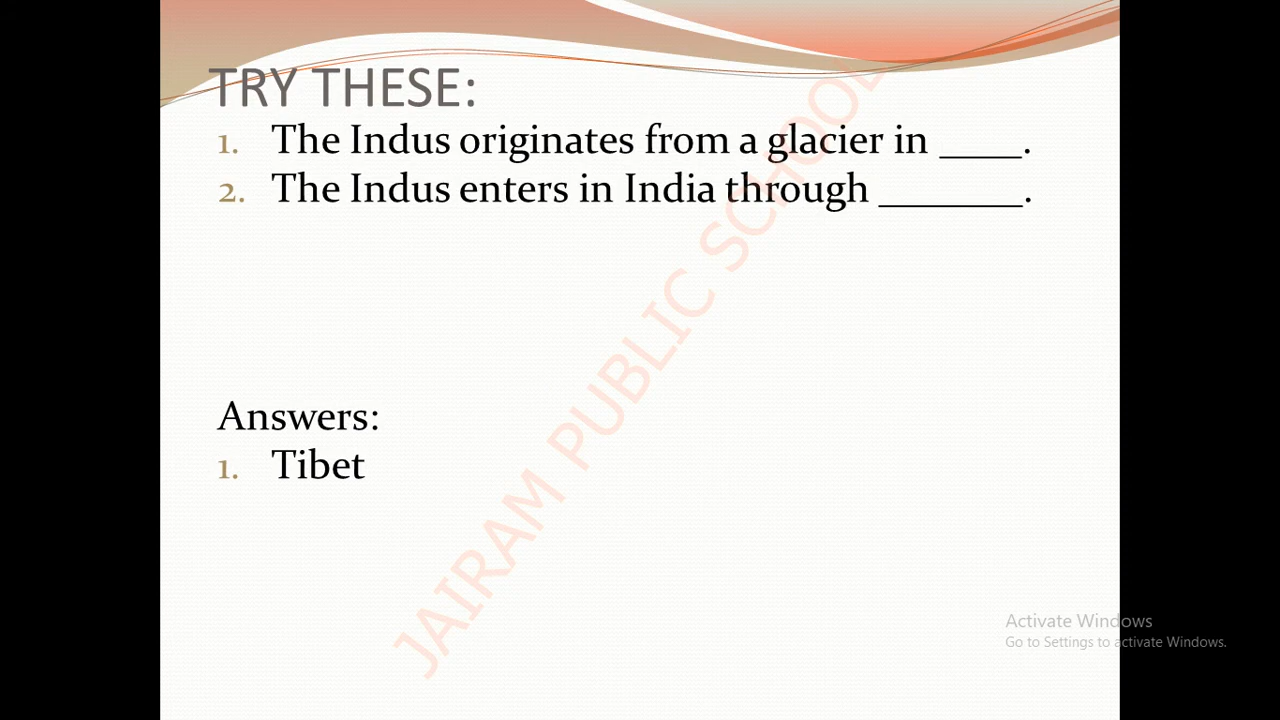 TRY THESE:
1. The Indus originates from a glacier in ____.
2. The Indus enters in India through _______.
Answers:
1. Tibet
JAIRAM PUBLIC SCHOOL
Activate Windows
Go to Settings to activate Windows.